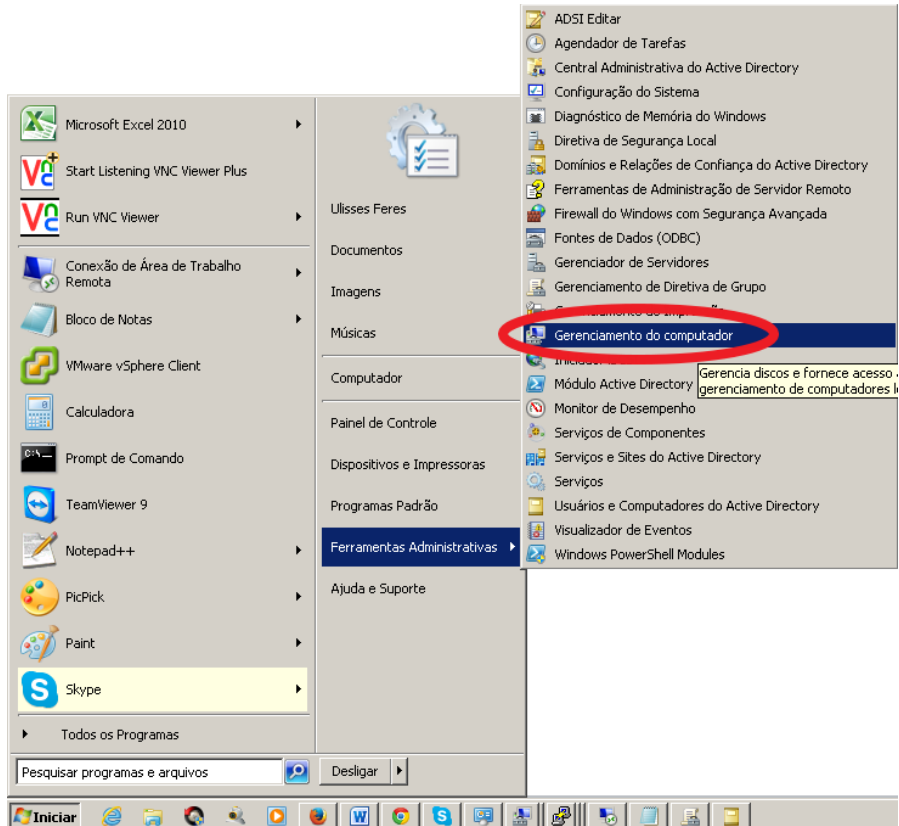 Microsoft Excel 2010
Start Listening VNC Viewer Plus
Run VNC Viewer
Conexão de Área de Trabalho
Remota
Bloco de Notas
VMware vSphere Client
Calculadora
Prompt de Comando
TeamViewer 9
Notepad++
PicPick
Paint
Skype
Todos os Programas
Pesquisar programas e arquivos
Ulisses Feres
Documentos
Imagens
Músicas
Computador
Painel de Controle
Dispositivos e Impressoras
Programas Padrão
Ferramentas Administrativas
Ajuda e Suporte
Desligar
ADSI Editar
Agendador de Tarefas
Central Administrativa do Active Directory
Configuração do Sistema
Diagnóstico de Memória do Windows
Diretiva de Segurança Local
Domínios e Relações de Confiança do Active Directory
Ferramentas de Administração de Servidor Remoto
Firewall do Windows com Segurança Avançada
Fontes de Dados (ODBC)
Gerenciador de Servidores
Gerenciamento de Diretiva de Grupo
Gerenciamento de Impressão
Gerenciamento do computador
Iniciador
Gerencia discos e fornece acesso
gerenciamento de computadores
Módulo Active Directory
Monitor de Desempenho
Serviços de Componentes
Serviços e Sites do Active Directory
Serviços
Usuários e Computadores do Active Directory
Visualizador de Eventos
Windows PowerShell Modules
Iniciar